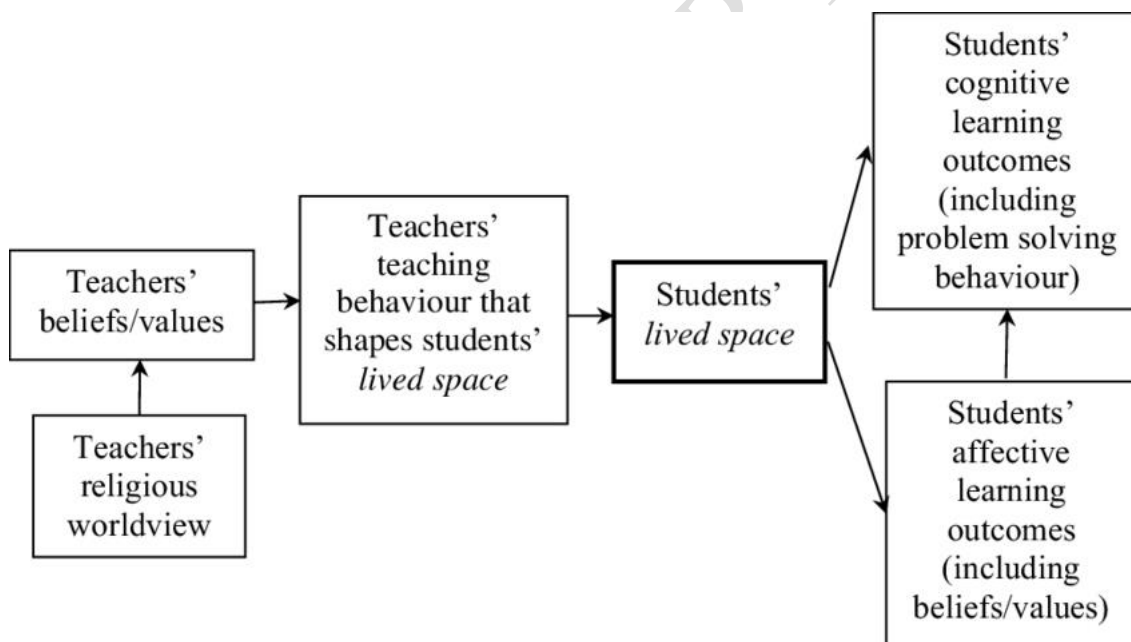 Teachers'
beliefs/values
Teachers'
religious
worldview
Teachers'
teaching
behaviour that
shapes students'
lived space
Students'
lived space
Students'
cognitive
learning
outcomes
(including
problem solving
behaviour)
Students'
affective
learning
outcomes
(including
beliefs/values)